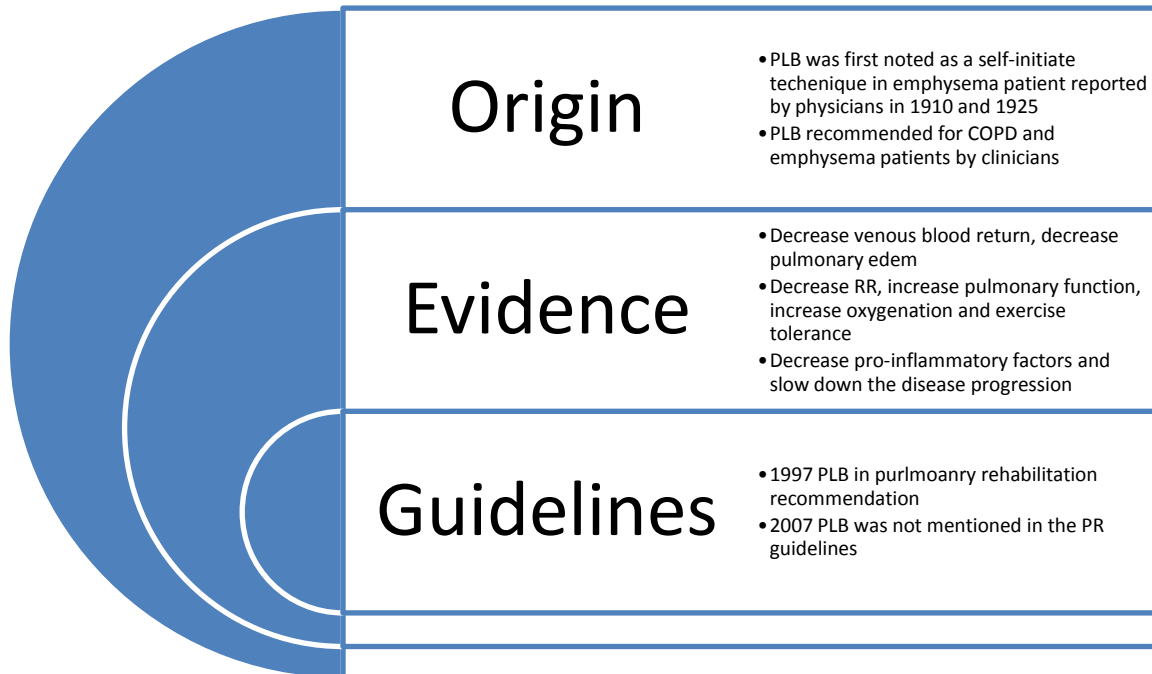 Origin
•PLB was first noted as a self-initiate
techenique in emphysema patient reported
by physicians in 1910 and 1925
•PLB recommended for COPD and
emphysema patients by clinicians
Evidence
•Decrease venous blood return, decrease
pulmonary edem
•Decrease RR, increase pulmonary function,
increase oxygenation and exercise
tolerance
•Decrease pro-inflammatory factors and
slow down the disease progression
Guidelines
•1997 PLB in purlmoanry rehabilitation
recommendation
•2007 PLB was not mentioned in the PR
guidelines